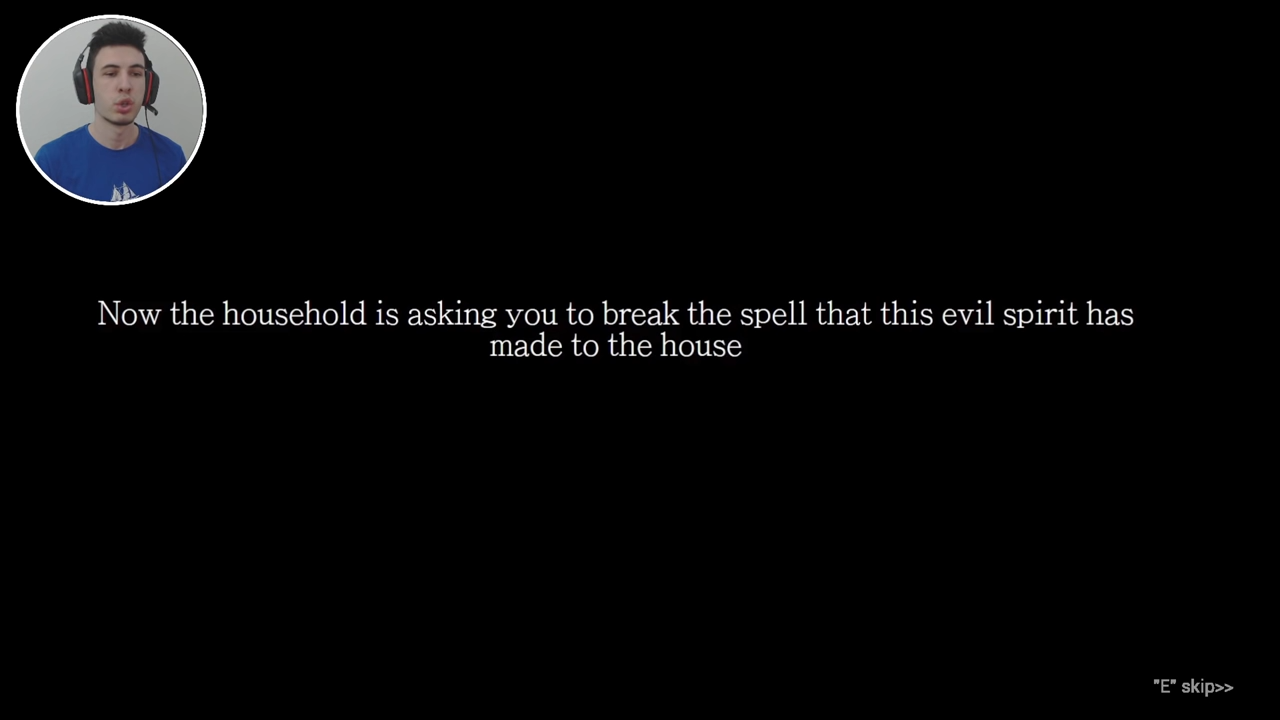 Now the household is asking you to break the spell that this evil spirit has
made to the house
"E" skip>>